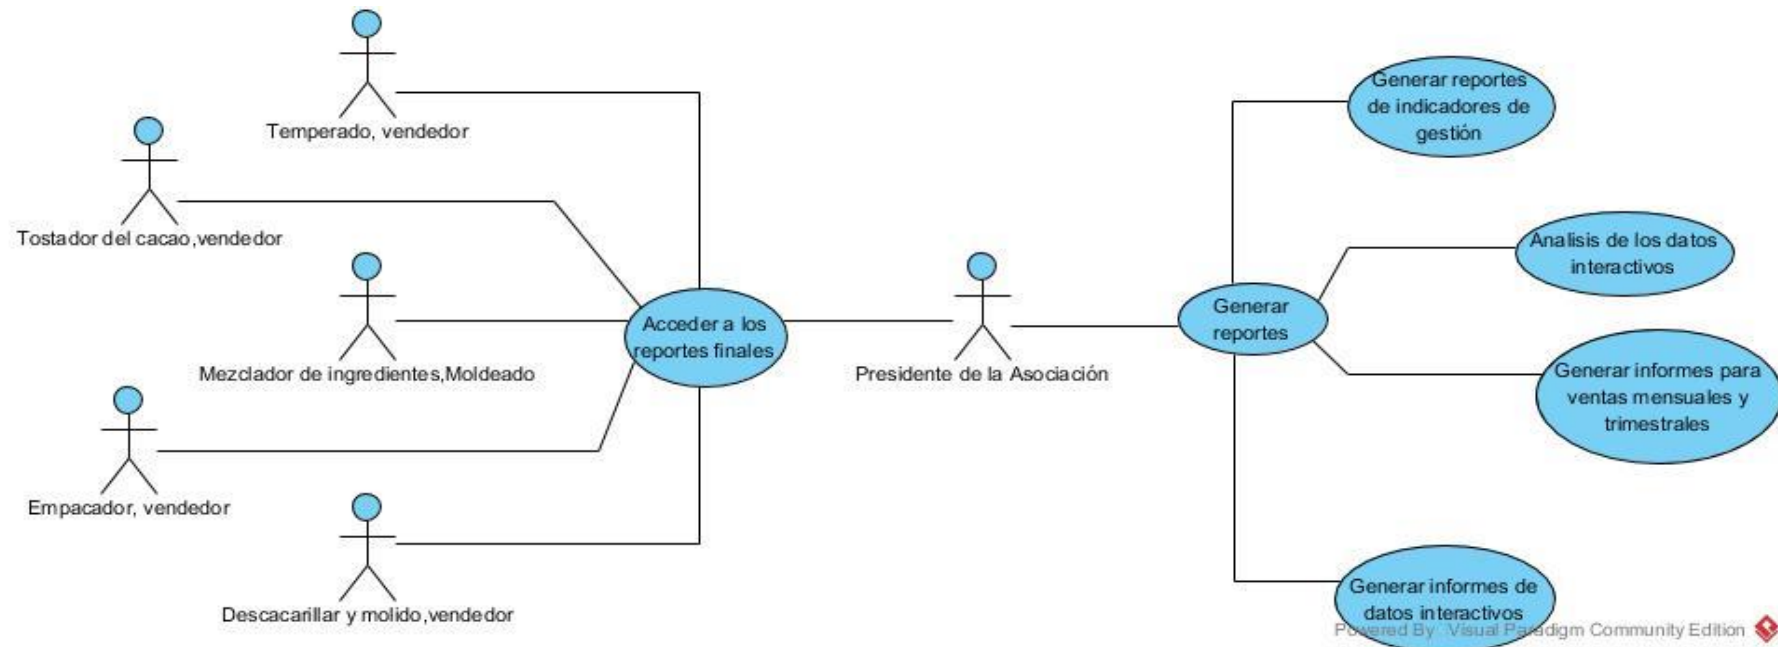 Temperado, vendedor
Tostador del cacao,vendedor
Mezclador de ingredientes,Moldeado
Empacador, vendedor
Descacarillar y molido,vendedor
Acceder a los
reportes finales
Presidente de la Asociación
Generar
reportes
Generar reportes
de indicadores de
gestión
Analisis de los datos
interactivos
Generar informes para
ventas mensuales y
trimestrales
Generar informes de
datos interactivos
Powered By Visual Paradigm Community Edition